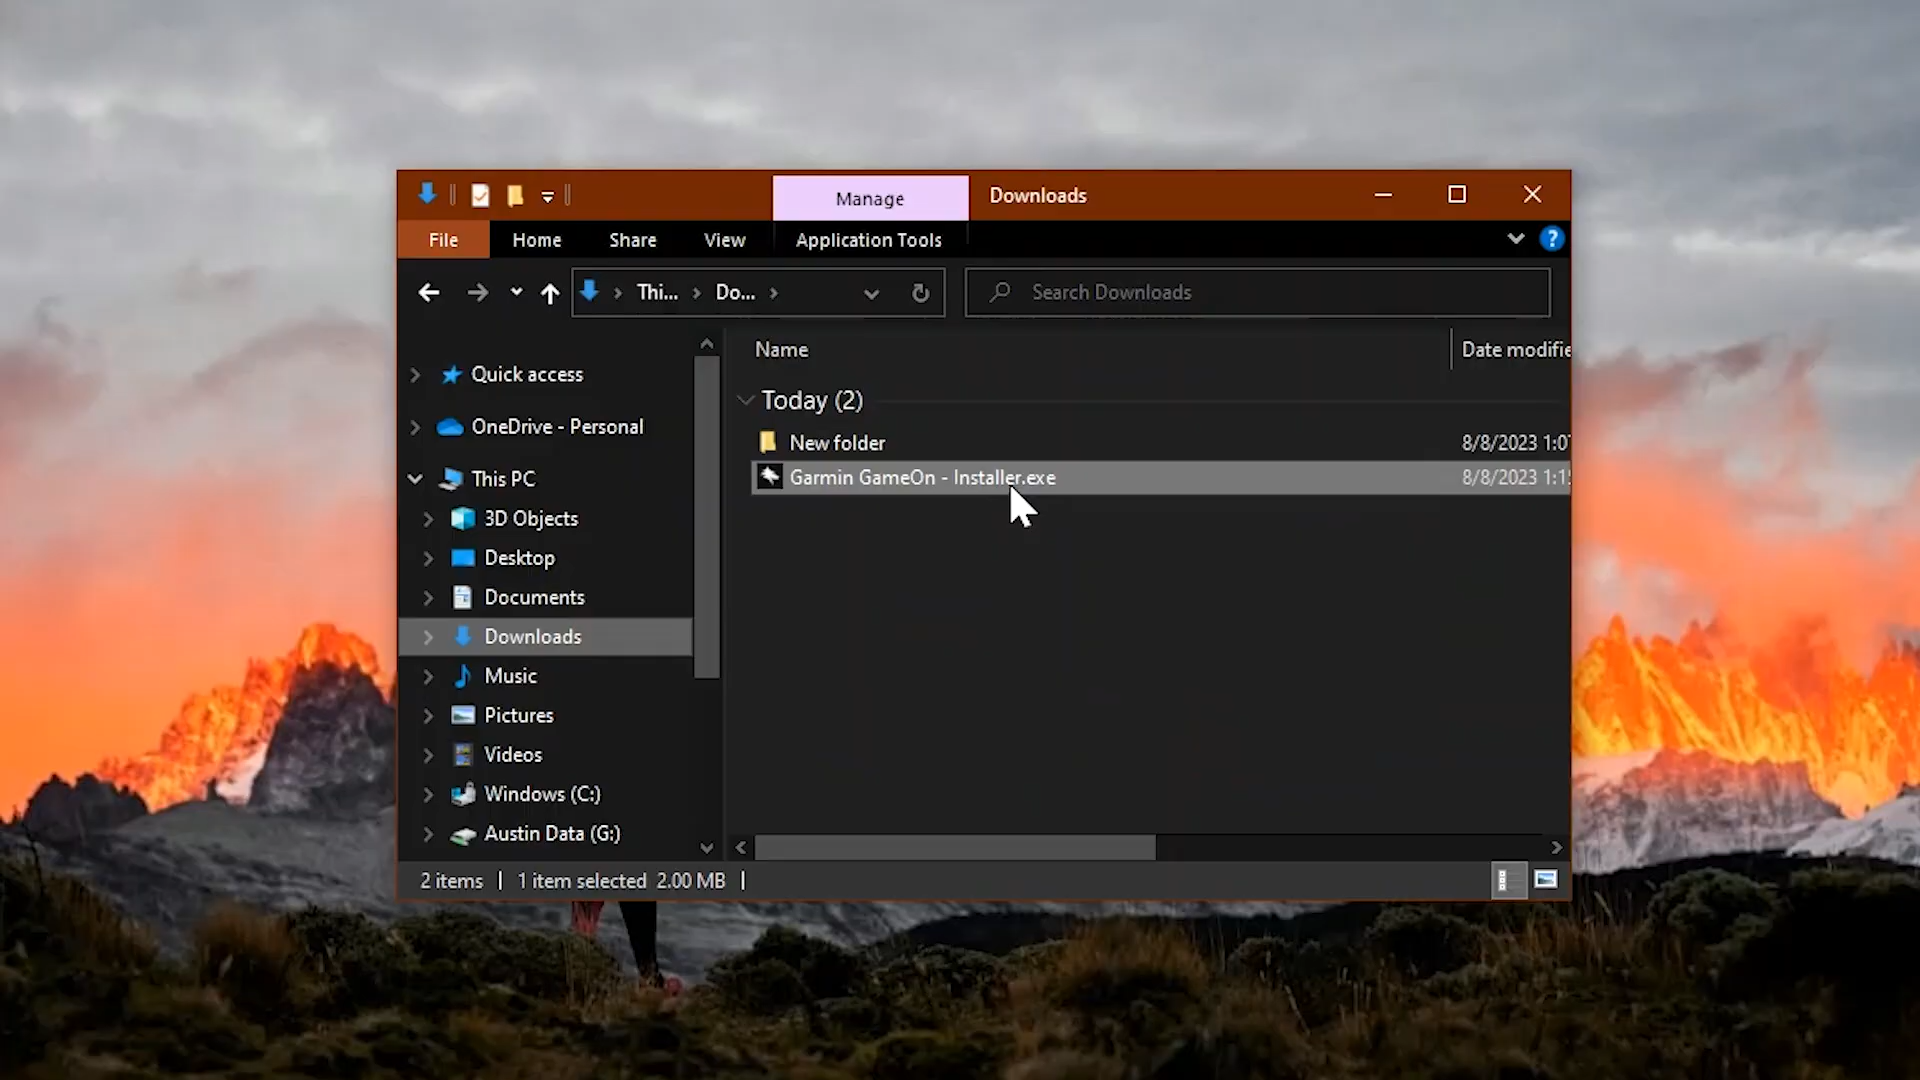 Manage
Downloads
File
Home
Share
View
Application Tools
?
Thi...
Do...
Search Downloads
Name
Date modifie
Quick access
OneDrive - Personal
This PC
3D Objects
Desktop
Documents
Downloads
Music
Pictures
Videos
Windows (C:)
Austin Data (G:)
Today (2)
New folder
8/8/2023 1:0
Garmin GameOn - Installer.exe
8/8/2023 1:1
2 items
1 item selected 2.00 MB